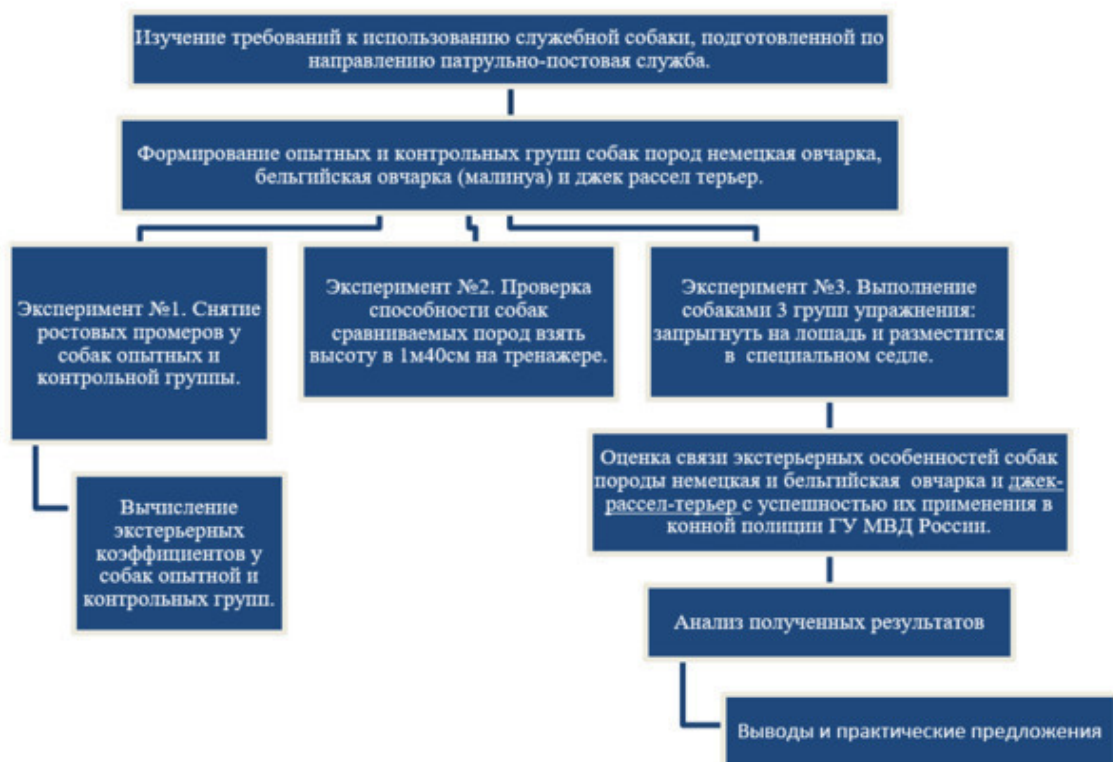 Изучение требований к использованию служебной собаки, подготовленной по
направлению патрульно-постовая служба.
Формирование опытных и контрольных групп собак пород немецкая овчарка,
бельгийская овчарка (малинуа) и джек рассел терьер.
Эксперимент №1. Снятие
ростовых промеров у
собак опытных и
контрольной группы.
Эксперимент №2. Проверка
способности собак
сравниваемых пород взять
высоту в 1м40см на тренажере.
Эксперимент №3. Выполнение
собаками 3 групп упражнения:
запрыгнуть на лошадь и разместится
в специальном седле.
Вычисление
экстерьерных
коэффициентов у
собак опытной и
контрольных групп.
Оценка связи экстерьерных особенностей собак
породы немецкая и бельгийская овчарка и джек-
рассел-терьер с успешностью их применения в
конной полиции ГУ МВД России.
Анализ полученных результатов
Выводы и практические предложения